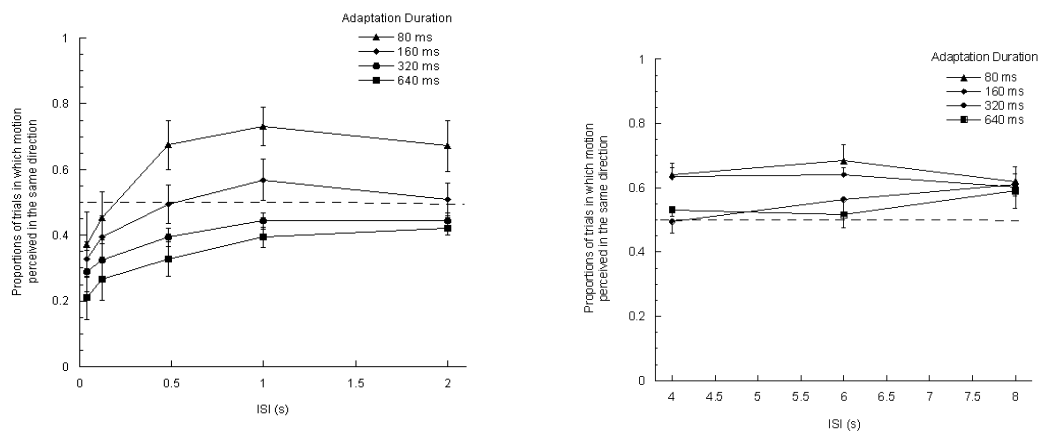 Adaptation Duration
80 ms
160 ms
320 ms
640 ms
Proportions of trials in which motion
perceived in the same direction
1
0.8
0.6
0.4
0.2
0
0
0.5
1
1.5
2
ISI (s)
Adaptation Duration
80 ms
160 ms
320 ms
640 ms
Proportions of trials in which motion
perceived in the same direction
1
0.8
0.6
0.4
0.2
0
4
4.5
5
5.5
6
6.5
7
7.5
8
ISI (s)